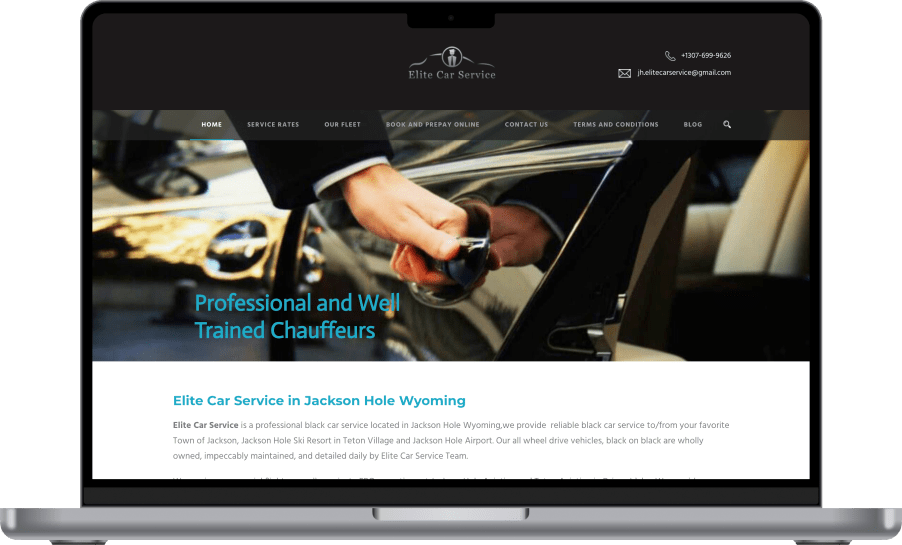 Elite Car Service
+1307-699-9626
jh.elitecarservice@gmail.com
HOME SERVICE RATES OUR FLEET BOOK AND PREPAY ONLINE CONTACT US TERMS AND CONDITIONS BLOG
Professional and Well
Trained Chauffeurs
Elite Car Service in Jackson Hole Wyoming
Elite Car Service is a professional black car service located in Jackson Hole Wyoming,we provide reliable black car service to/from your favorite
Town of Jackson, Jackson Hole Ski Resort in Teton Village and Jackson Hole Airport. Our all wheel drive vehicles, black on black are wholly
owned, impeccably maintained, and detailed daily by Elite Car Service Team.